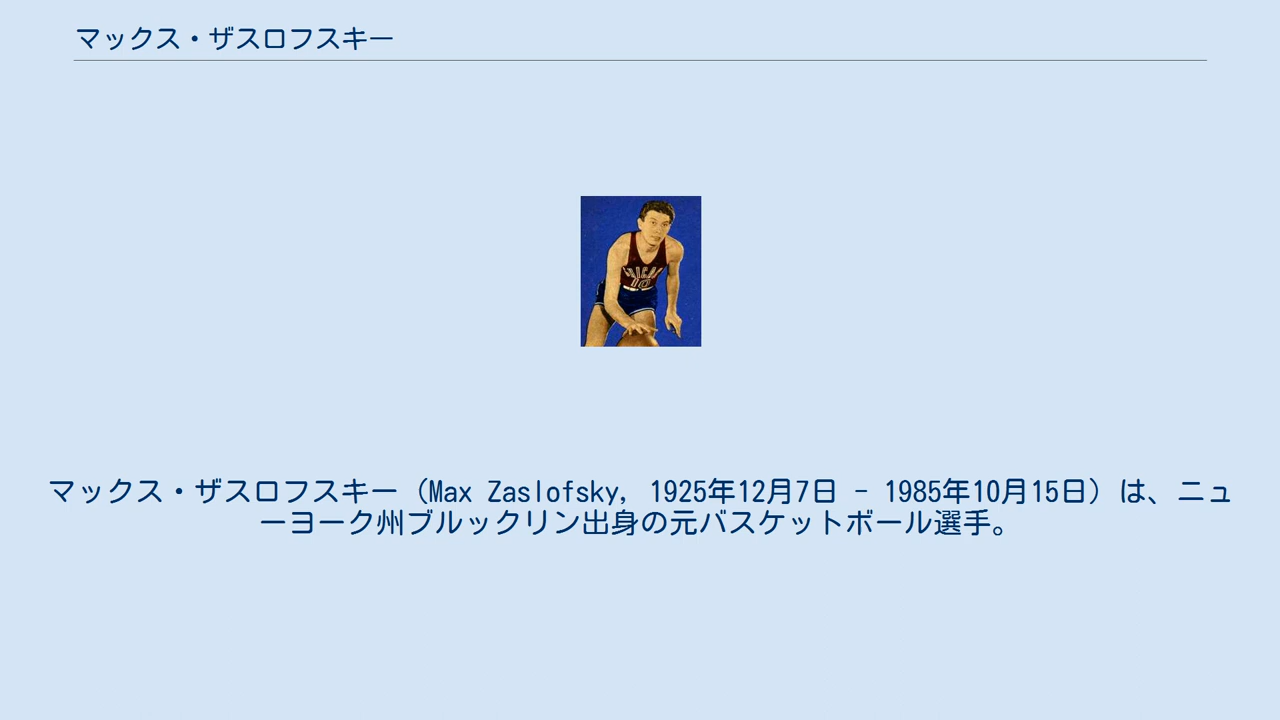 マックス・ザスロフスキー
CHICAGO
10
マックス・ザスロフスキー（Max Zaslofsky, 1925年12月7日 - 1985年10月15日）は、ニュ
ーヨーク州ブルックリン出身の元バスケットボール選手。